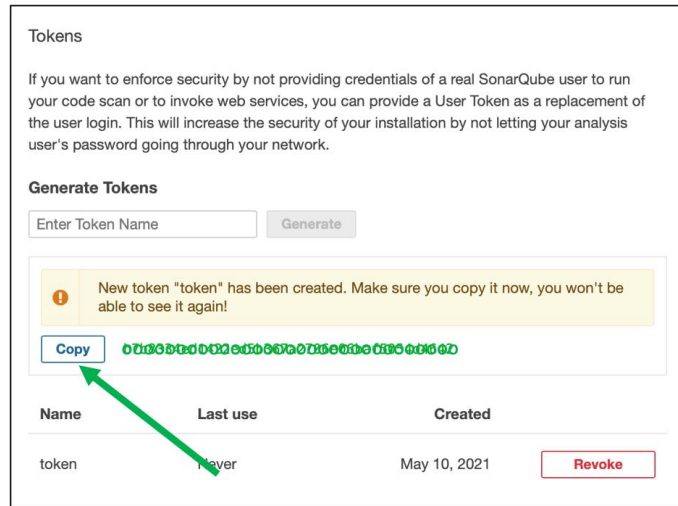 Tokens
If you want to enforce security by not providing credentials of a real SonarQube user to run
your code scan or to invoke web services, you can provide a User Token as a replacement of
the user login. This will increase the security of your installation by not letting your analysis
user's password going through your network.
Generate Tokens
Enter Token Name Generate
New token "token" has been created. Make sure you copy it now, you won't be
able to see it again!
Copy
Name Last use Created
token Never May 10, 2021 Revoke